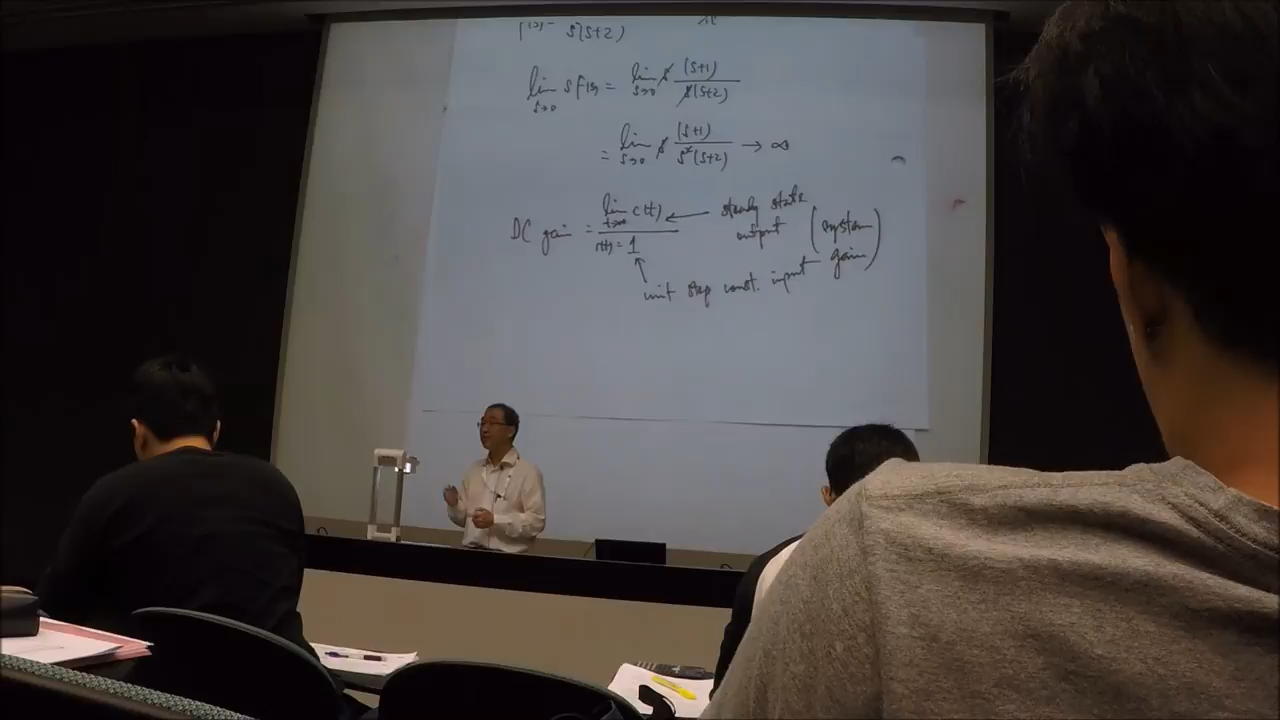 F(s) = s(s+2)
lim s→0 sF(s) = lim s→0 s (s+1) / s(s+2)
= lim s→0 s (s+1) / s²(s+2) → ∞
DC gain = lim t→∞ c(t) / r(t) = 1 ← steady state output (system gain)
unit step const. input